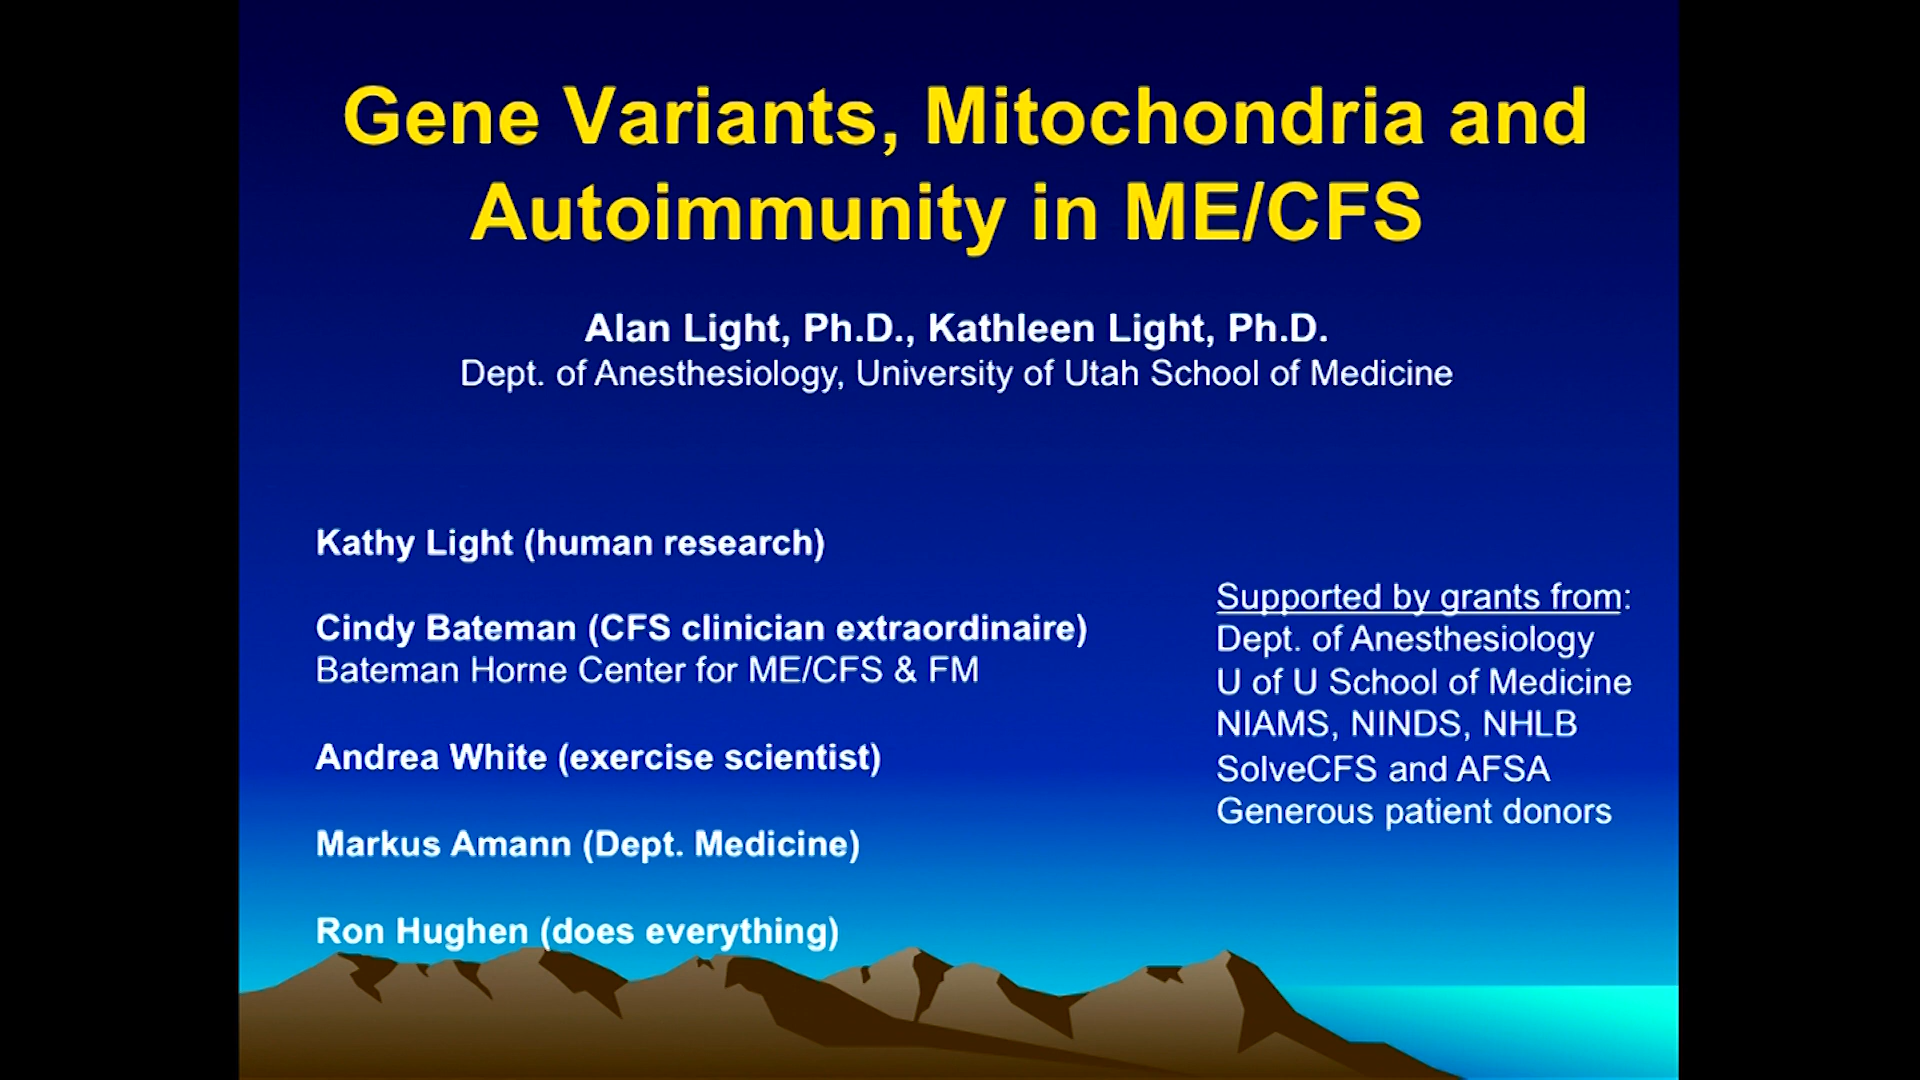 Gene Variants, Mitochondria and
Autoimmunity in ME/CFS
Alan Light, Ph.D., Kathleen Light, Ph.D.
Dept. of Anesthesiology, University of Utah School of Medicine
Kathy Light (human research)
Cindy Bateman (CFS clinician extraordinaire)
Bateman Horne Center for ME/CFS & FM
Andrea White (exercise scientist)
Markus Amann (Dept. Medicine)
Ron Hughen (does everything)
Supported by grants from:
Dept. of Anesthesiology
U of U School of Medicine
NIAMS, NINDS, NHLB
SolveCFS and AFSA
Generous patient donors